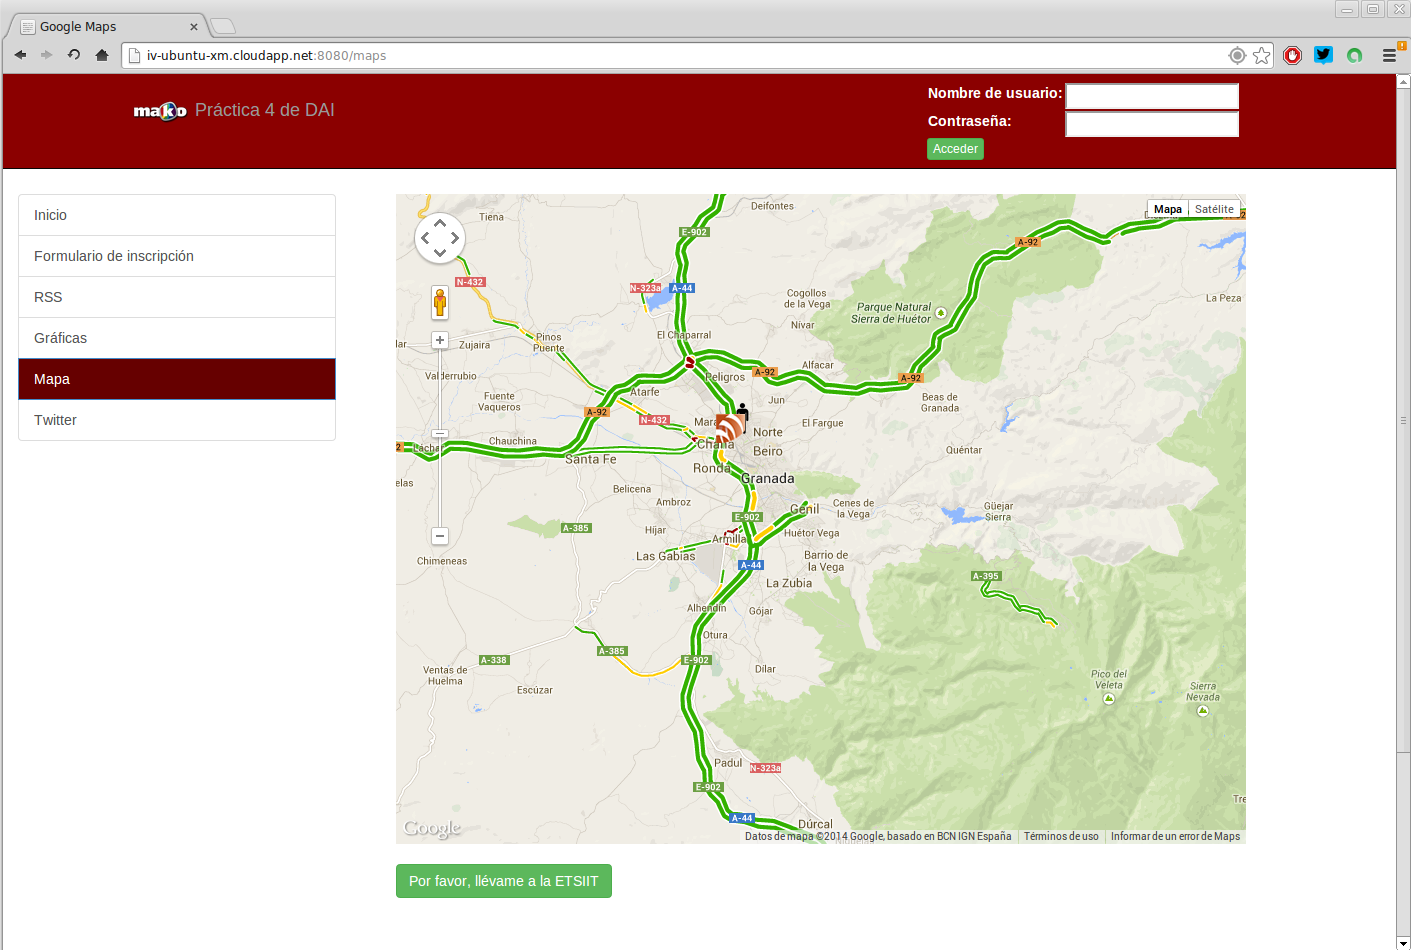 Google Maps
iv-ubuntu-xm.cloudapp.net:8080/maps
mako Práctica 4 de DAI
Nombre de usuario:
Contraseña:
Acceder
Inicio
Formulario de inscripción
RSS
Gráficas
Mapa
Twitter
Mapa Satélite
Deifontes
Tiena
E-902
A-92
N-432
N-323a A-44
Cogollos
de la Vega
La Peza
Parque Natural
Sierra de Huétor
Nívar
El Chaparral
Pinos
Puente
Zujaira
lar
Alfacar
Valderrubio
Peligros
A-92
A-92
Atarfe
Fuente
Vaqueros
Jun
Beas de
Granada
A-92
N-432
Mara
El Fargue
Norte
Chauchina
Láchar
Chana
Beiro
Quéntar
Santa Fe
Ronda
Granada
elas
Belicena
Ambroz
Cenes de
la Vega
Güejar
Sierra
Genil
E-902
A-385
Híjar
Armilla
Huétor Vega
Las Gabias
Barrio de
la Vega
Chimeneas
A-44
A-395
La Zubia
Alhendín
Gójar
Otura
A-385
A-338
E-902
Dílar
Ventas de
Huelma
Pico del
Veleta
Escúzar
Sierra
Nevada
Padul
N-323a
E-902
Tre
A-44
Dúrcal
Google
Datos de mapa ©2014 Google, basado en BCN IGN España
Términos de uso
Informar de un error de Maps
Por favor, llévame a la ETSIIT